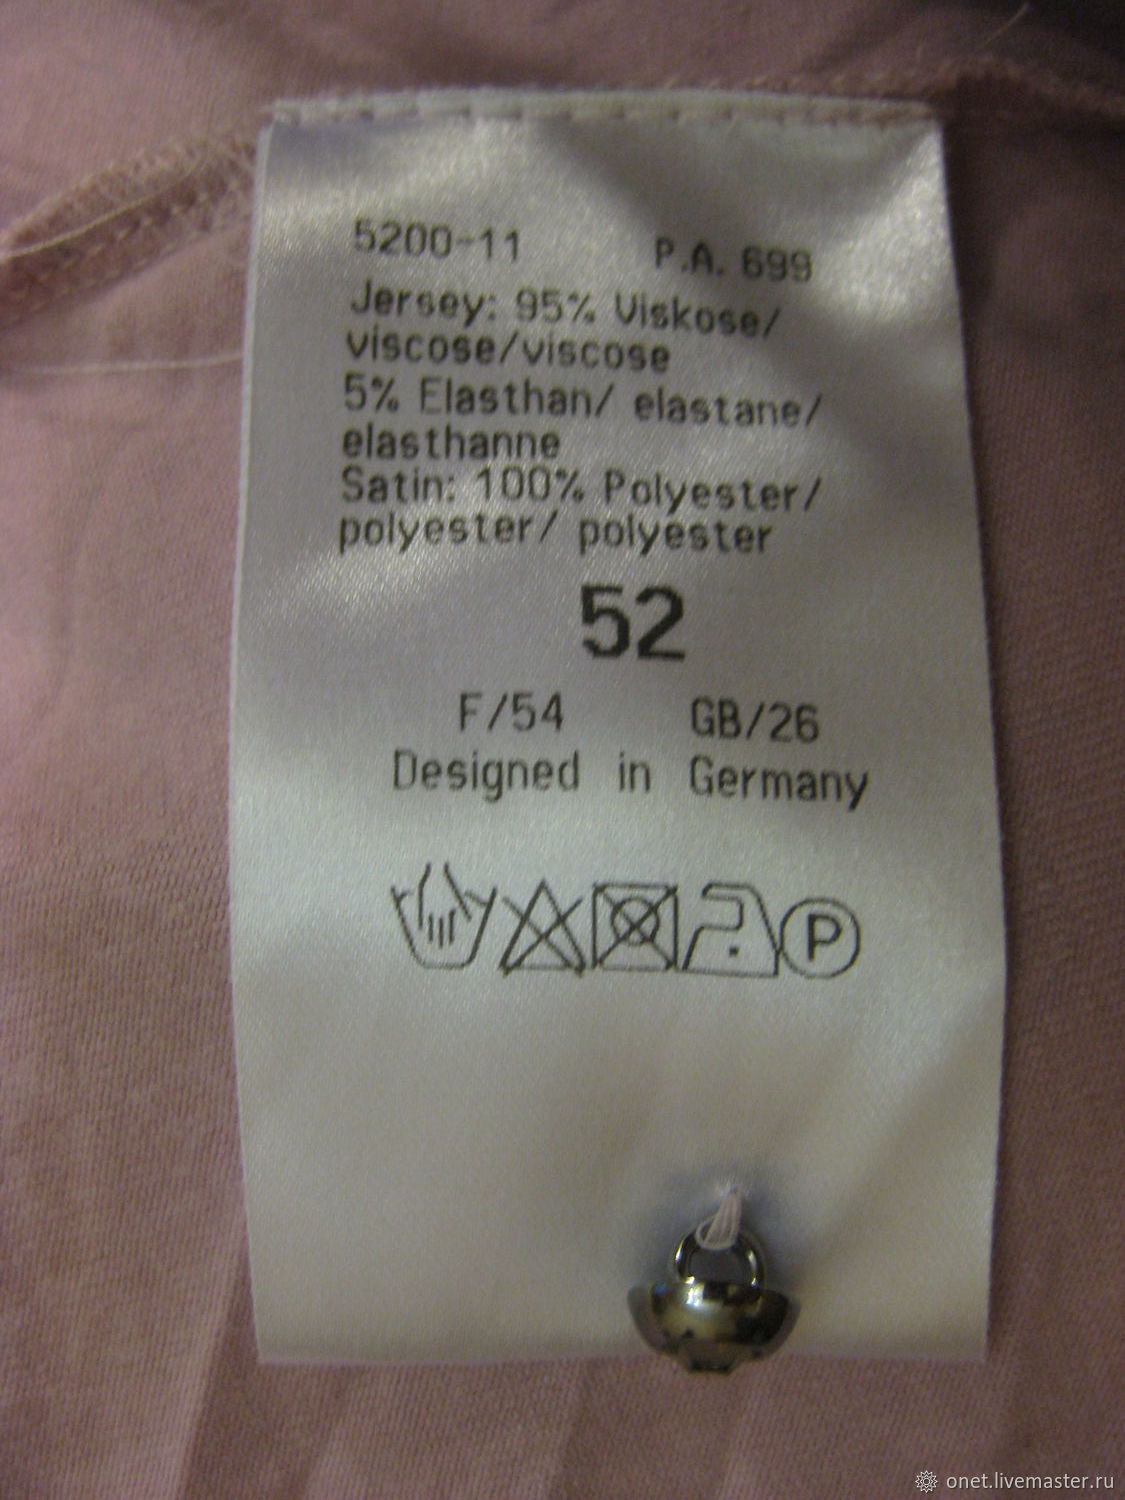 5200-11 P.A. 699
Jersey: 95% Viskose/
viscose/viscose
5% Elasthan/ elastane/
elasthanne
Satin: 100% Polyester/
polyester/ polyester
52
F/54 GB/26
Designed in Germany
P
onet.livemaster.ru